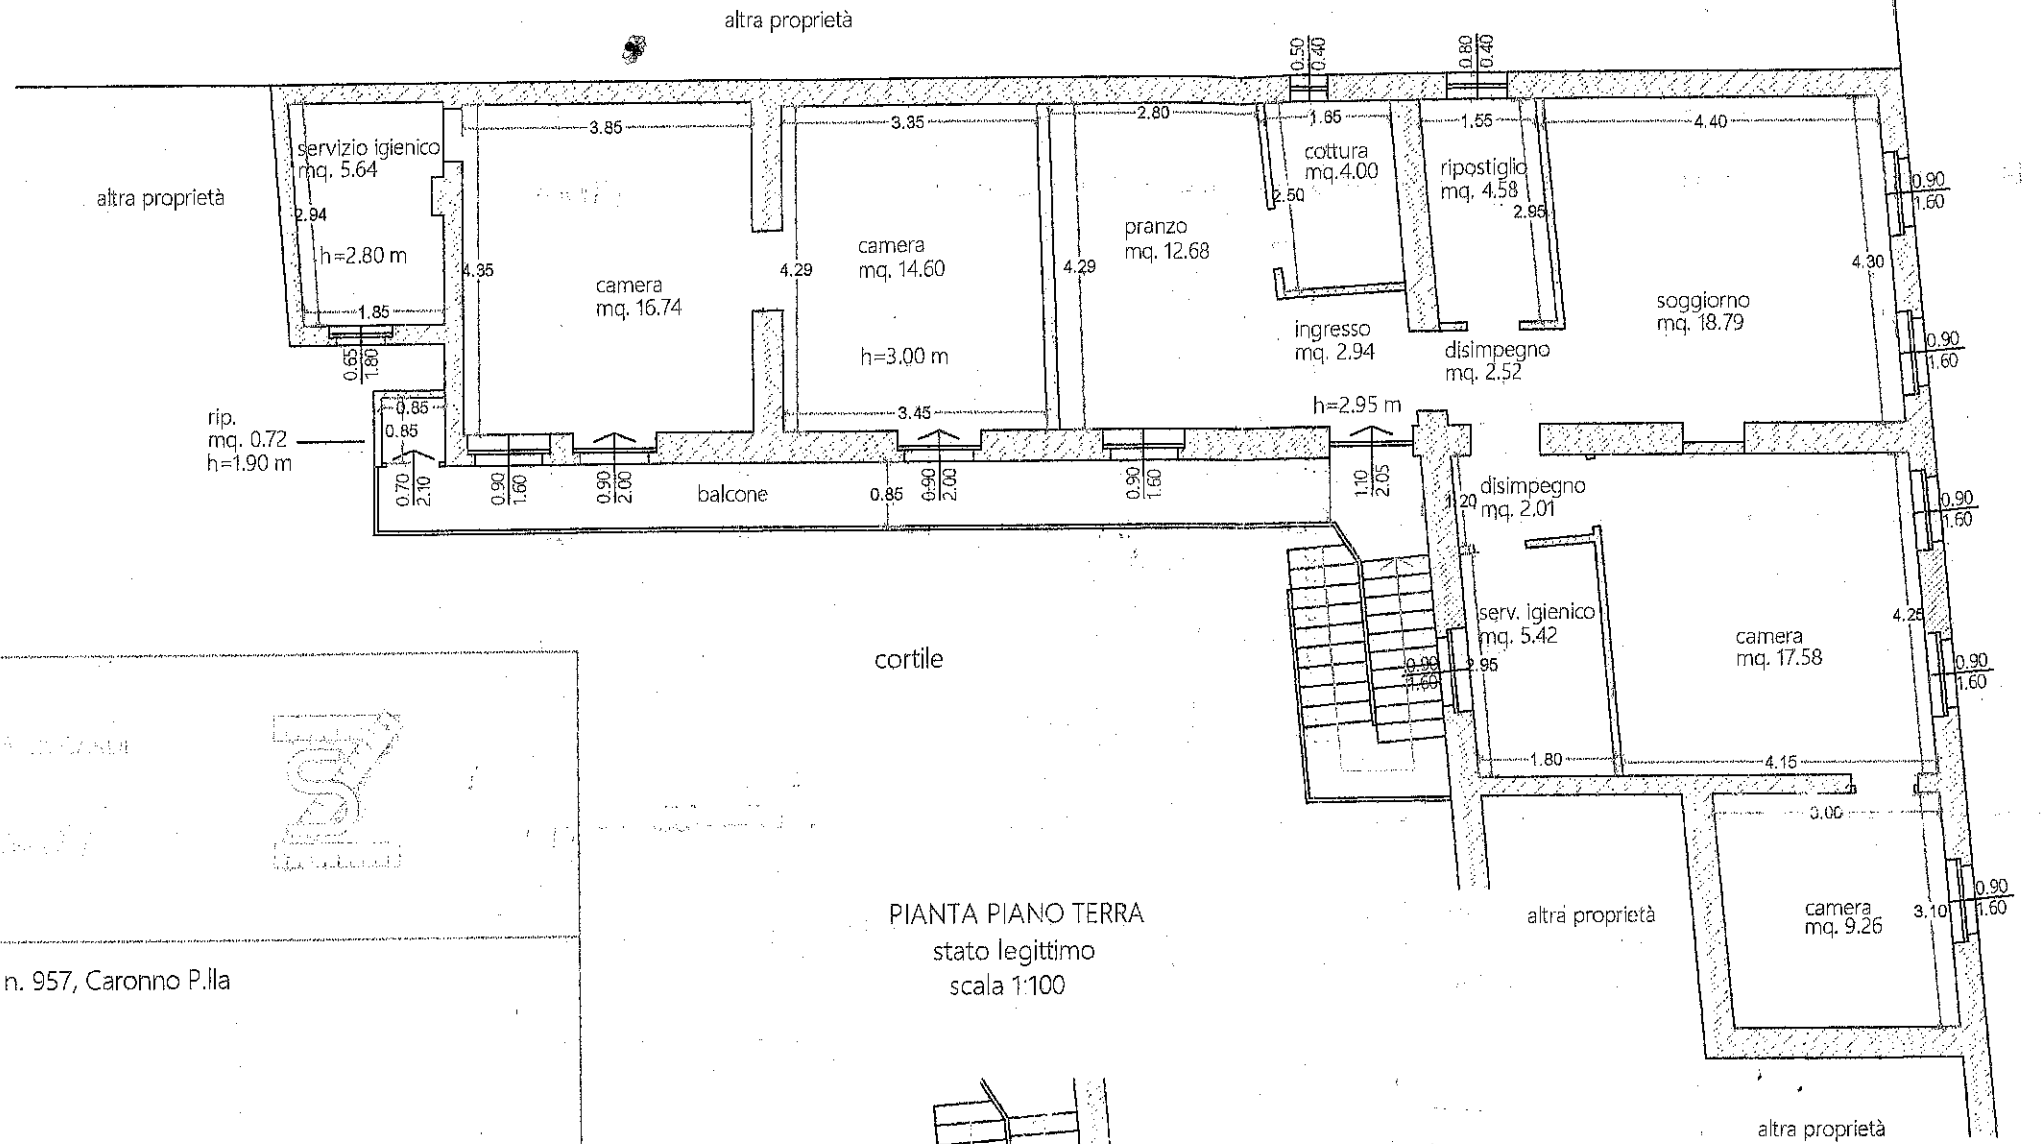 altra proprietà
0.50
0.40
0.80
0.40
3.85
3.35
2.80
1.65
1.55
4.40
servizio igienico
mq. 5.64
cottura
mq.4.00
ripostiglio
mq. 4.58
altra proprietà
2.94
2.50
2.95
0.90
1.60
h=2.80 m
4.35
4.29
camera
mq. 14.60
4.29
pranzo
mq. 12.68
4.30
camera
mq. 16.74
soggiorno
mq. 18.79
1.85
0.65
1.80
h=3.00 m
ingresso
mq. 2.94
disimpegno
mq. 2.52
0.90
1.60
rip.
mq. 0.72
h=1.90 m
0.85
0.85
3.45
h=2.95 m
0.70
2.10
0.90
1.60
0.90
2.00
balcone
0.85
0.90
2.00
0.90
1.60
1.10
2.05
1.20
disimpegno
mq. 2.01
0.90
1.60
cortile
0.90
1.60
2.95
serv. igienico
mq. 5.42
camera
mq. 17.58
4.25
0.90
1.60
1.80
4.15
3.00
PIANTA PIANO TERRA
stato legittimo
scala 1:100
altra proprietà
camera
mq. 9.26
3.10
0.90
1.60
n. 957, Caronno P.lla
altra proprietà